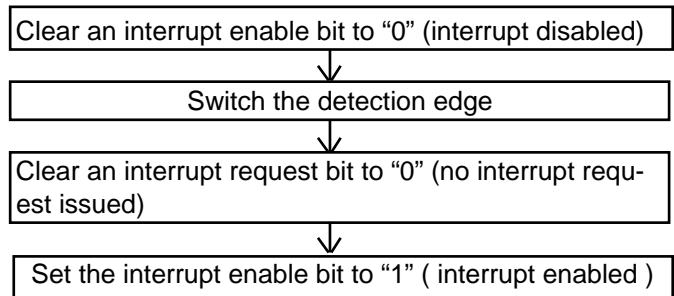 Clear an interrupt enable bit to “0” (interrupt disabled)
Switch the detection edge
Clear an interrupt request bit to “0” (no interrupt requ-
est issued)
Set the interrupt enable bit to “1” ( interrupt enabled )